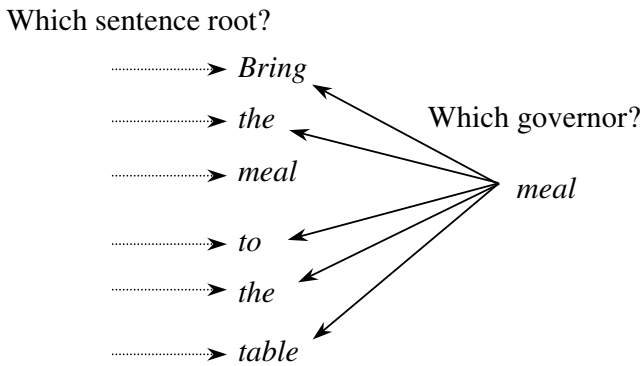 Which sentence root?
Bring
the
Which governor?
meal
meal
to
the
table